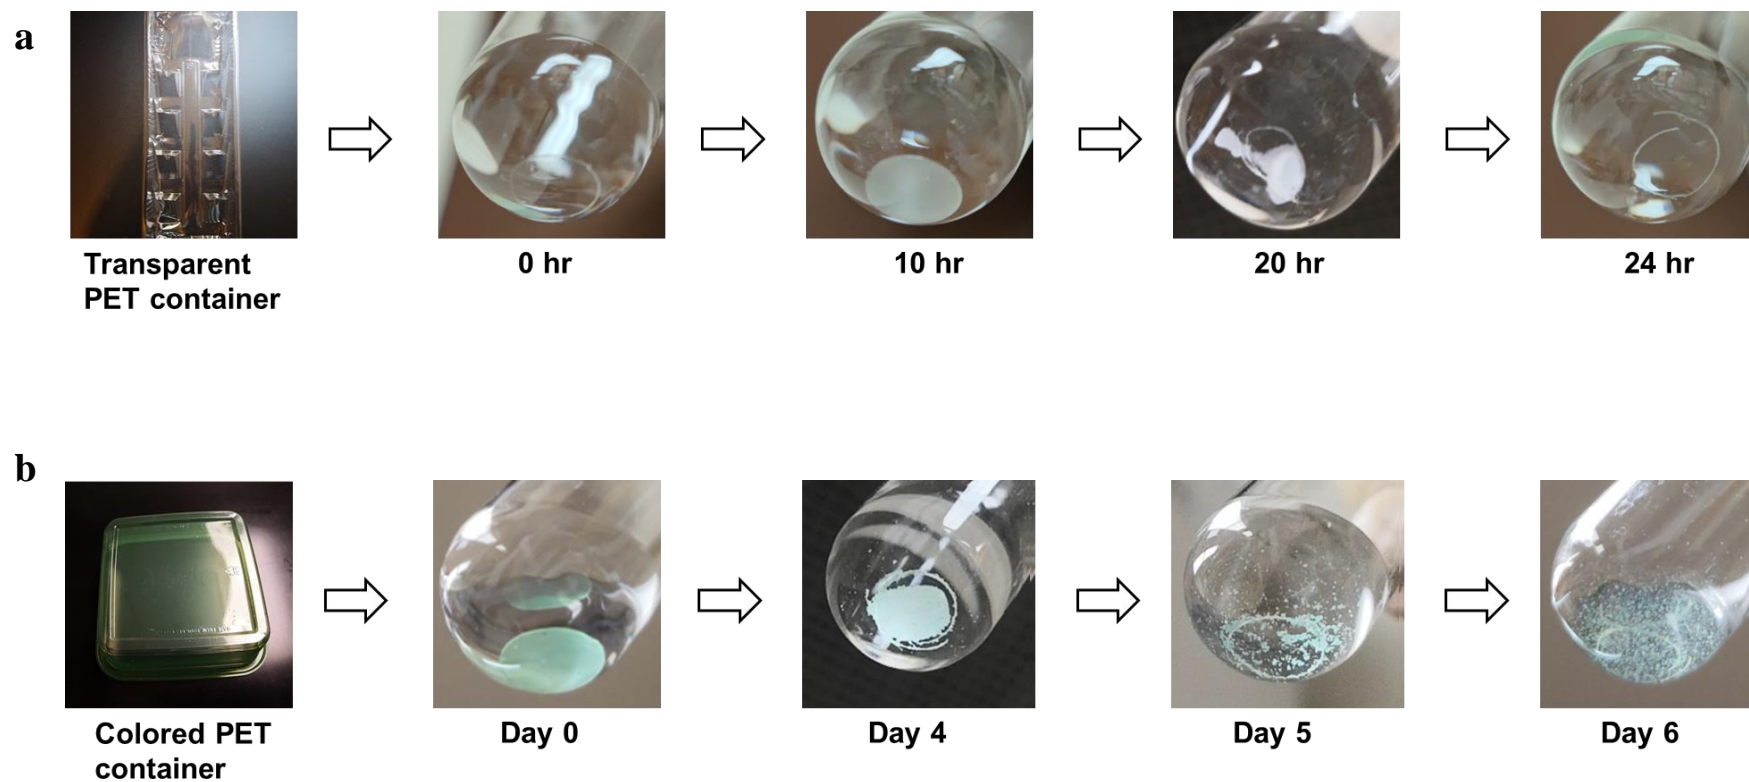 a
Transparent
PET container
0 hr
10 hr
20 hr
24 hr
b
Colored PET
container
Day 0
Day 4
Day 5
Day 6